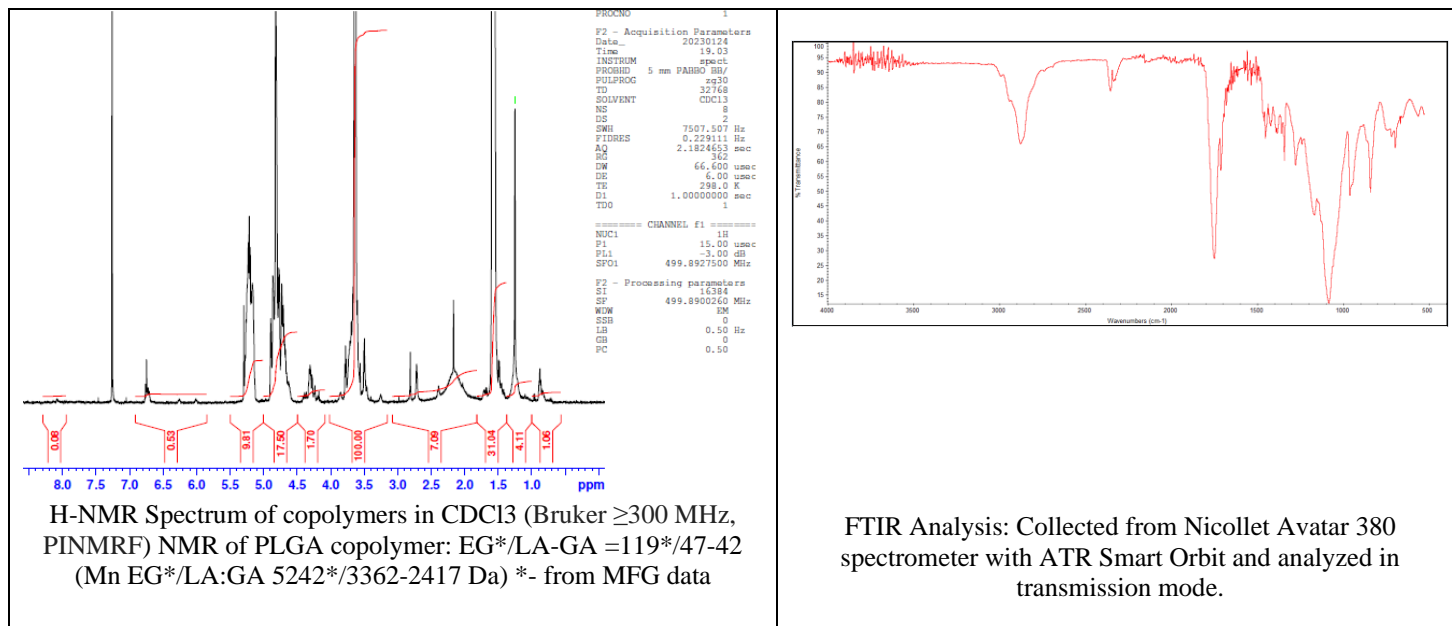 PROCNO 1
F2 - Acquisition Parameters
Date_ 20230124
Time 19.03
INSTRUM spect
PROBHD 5 mm PABBO BB/
PULPROG zg30
TD 32768
SOLVENT CDCl3
NS 8
DS 2
SWH 7507.507 Hz
FIDRES 0.229111 Hz
AQ 2.1824653 sec
RG 362
DW 66.600 usec
DE 6.00 usec
TE 298.0 K
D1 1.00000000 sec
TD0 1
======== CHANNEL f1 ========
NUC1 1H
P1 15.00 usec
PL1 -3.00 dB
SFO1 499.8927500 MHz
F2 - Processing parameters
SI 16384
SF 499.8900260 MHz
WDW EM
SSB 0
LB 0.50 Hz
GB 0
PC 0.50
0.08 0.53 9.81 17.50 1.70 100.00 7.09 31.04 4.11 1.06
8.0 7.5 7.0 6.5 6.0 5.5 5.0 4.5 4.0 3.5 3.0 2.5 2.0 1.5 1.0 ppm
H-NMR Spectrum of copolymers in CDCl3 (Bruker ≥300 MHz,
PINMRF) NMR of PLGA copolymer: EG*/LA-GA =119*/47-42
(Mn EG*/LA:GA 5242*/3362-2417 Da) *- from MFG data
100
95
90
85
80
75
70
65
60
55
50
45
40
35
30
25
20
15
% Transmittance
4000 3500 3000 2500 2000 1500 1000 500
Wavenumbers (cm-1)
FTIR Analysis: Collected from Nicollet Avatar 380
spectrometer with ATR Smart Orbit and analyzed in
transmission mode.